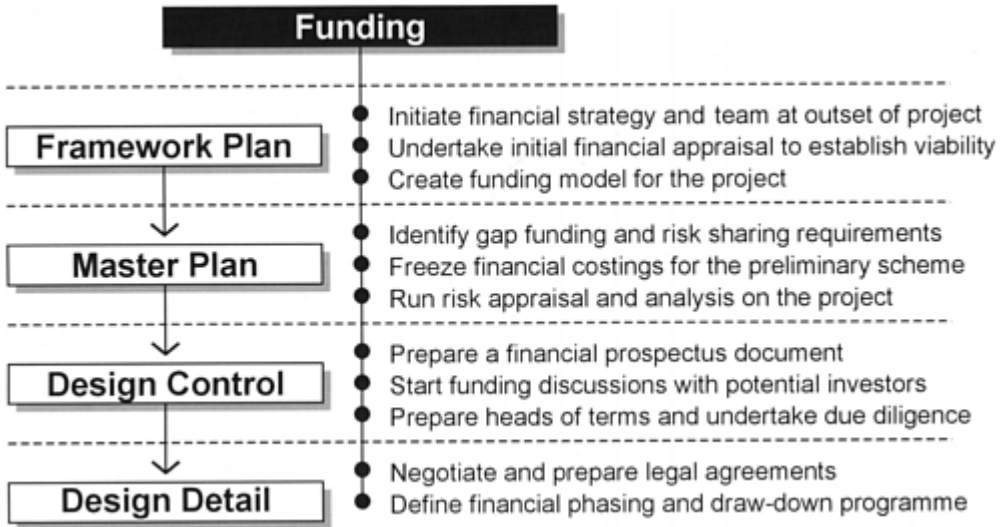 Funding
Framework Plan
Initiate financial strategy and team at outset of project
Undertake initial financial appraisal to establish viability
Create funding model for the project
Master Plan
Identify gap funding and risk sharing requirements
Freeze financial costings for the preliminary scheme
Run risk appraisal and analysis on the project
Design Control
Prepare a financial prospectus document
Start funding discussions with potential investors
Prepare heads of terms and undertake due diligence
Design Detail
Negotiate and prepare legal agreements
Define financial phasing and draw-down programme